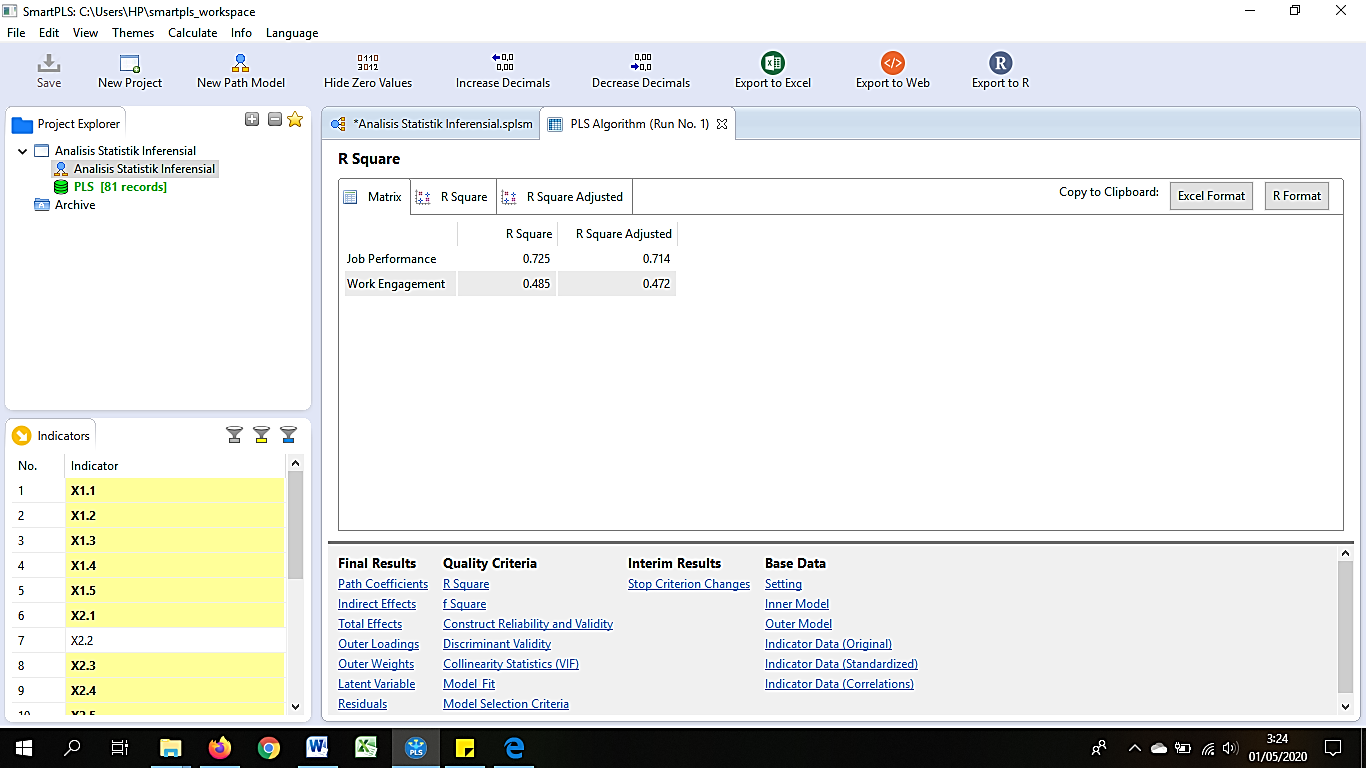 SmartPLS: C:\Users\HP\smartpls_workspace
File Edit View Themes Calculate Info Language
Save New Project New Path Model Hide Zero Values Increase Decimals Decrease Decimals Export to Excel Export to Web Export to R
0110 0,0 0,00
3012 0,00 0,0
Project Explorer
Analisis Statistik Inferensial
Analisis Statistik Inferensial
PLS [81 records]
Archive
Indicators
No. Indicator
1 X1.1
2 X1.2
3 X1.3
4 X1.4
5 X1.5
6 X2.1
7 X2.2
8 X2.3
9 X2.4
10 X2.5
*Analisis Statistik Inferensial.splsm PLS Algorithm (Run No. 1)
R Square
Matrix R Square R Square Adjusted Copy to Clipboard: Excel Format R Format
R Square R Square Adjusted
Job Performance 0.725 0.714
Work Engagement 0.485 0.472
Final Results Quality Criteria Interim Results Base Data
Path Coefficients R Square Stop Criterion Changes Setting
Indirect Effects f Square Inner Model
Total Effects Construct Reliability and Validity Outer Model
Outer Loadings Discriminant Validity Indicator Data (Original)
Outer Weights Collinearity Statistics (VIF) Indicator Data (Standardized)
Latent Variable Model_Fit Indicator Data (Correlations)
Residuals Model Selection Criteria
PLS
3:24
01/05/2020